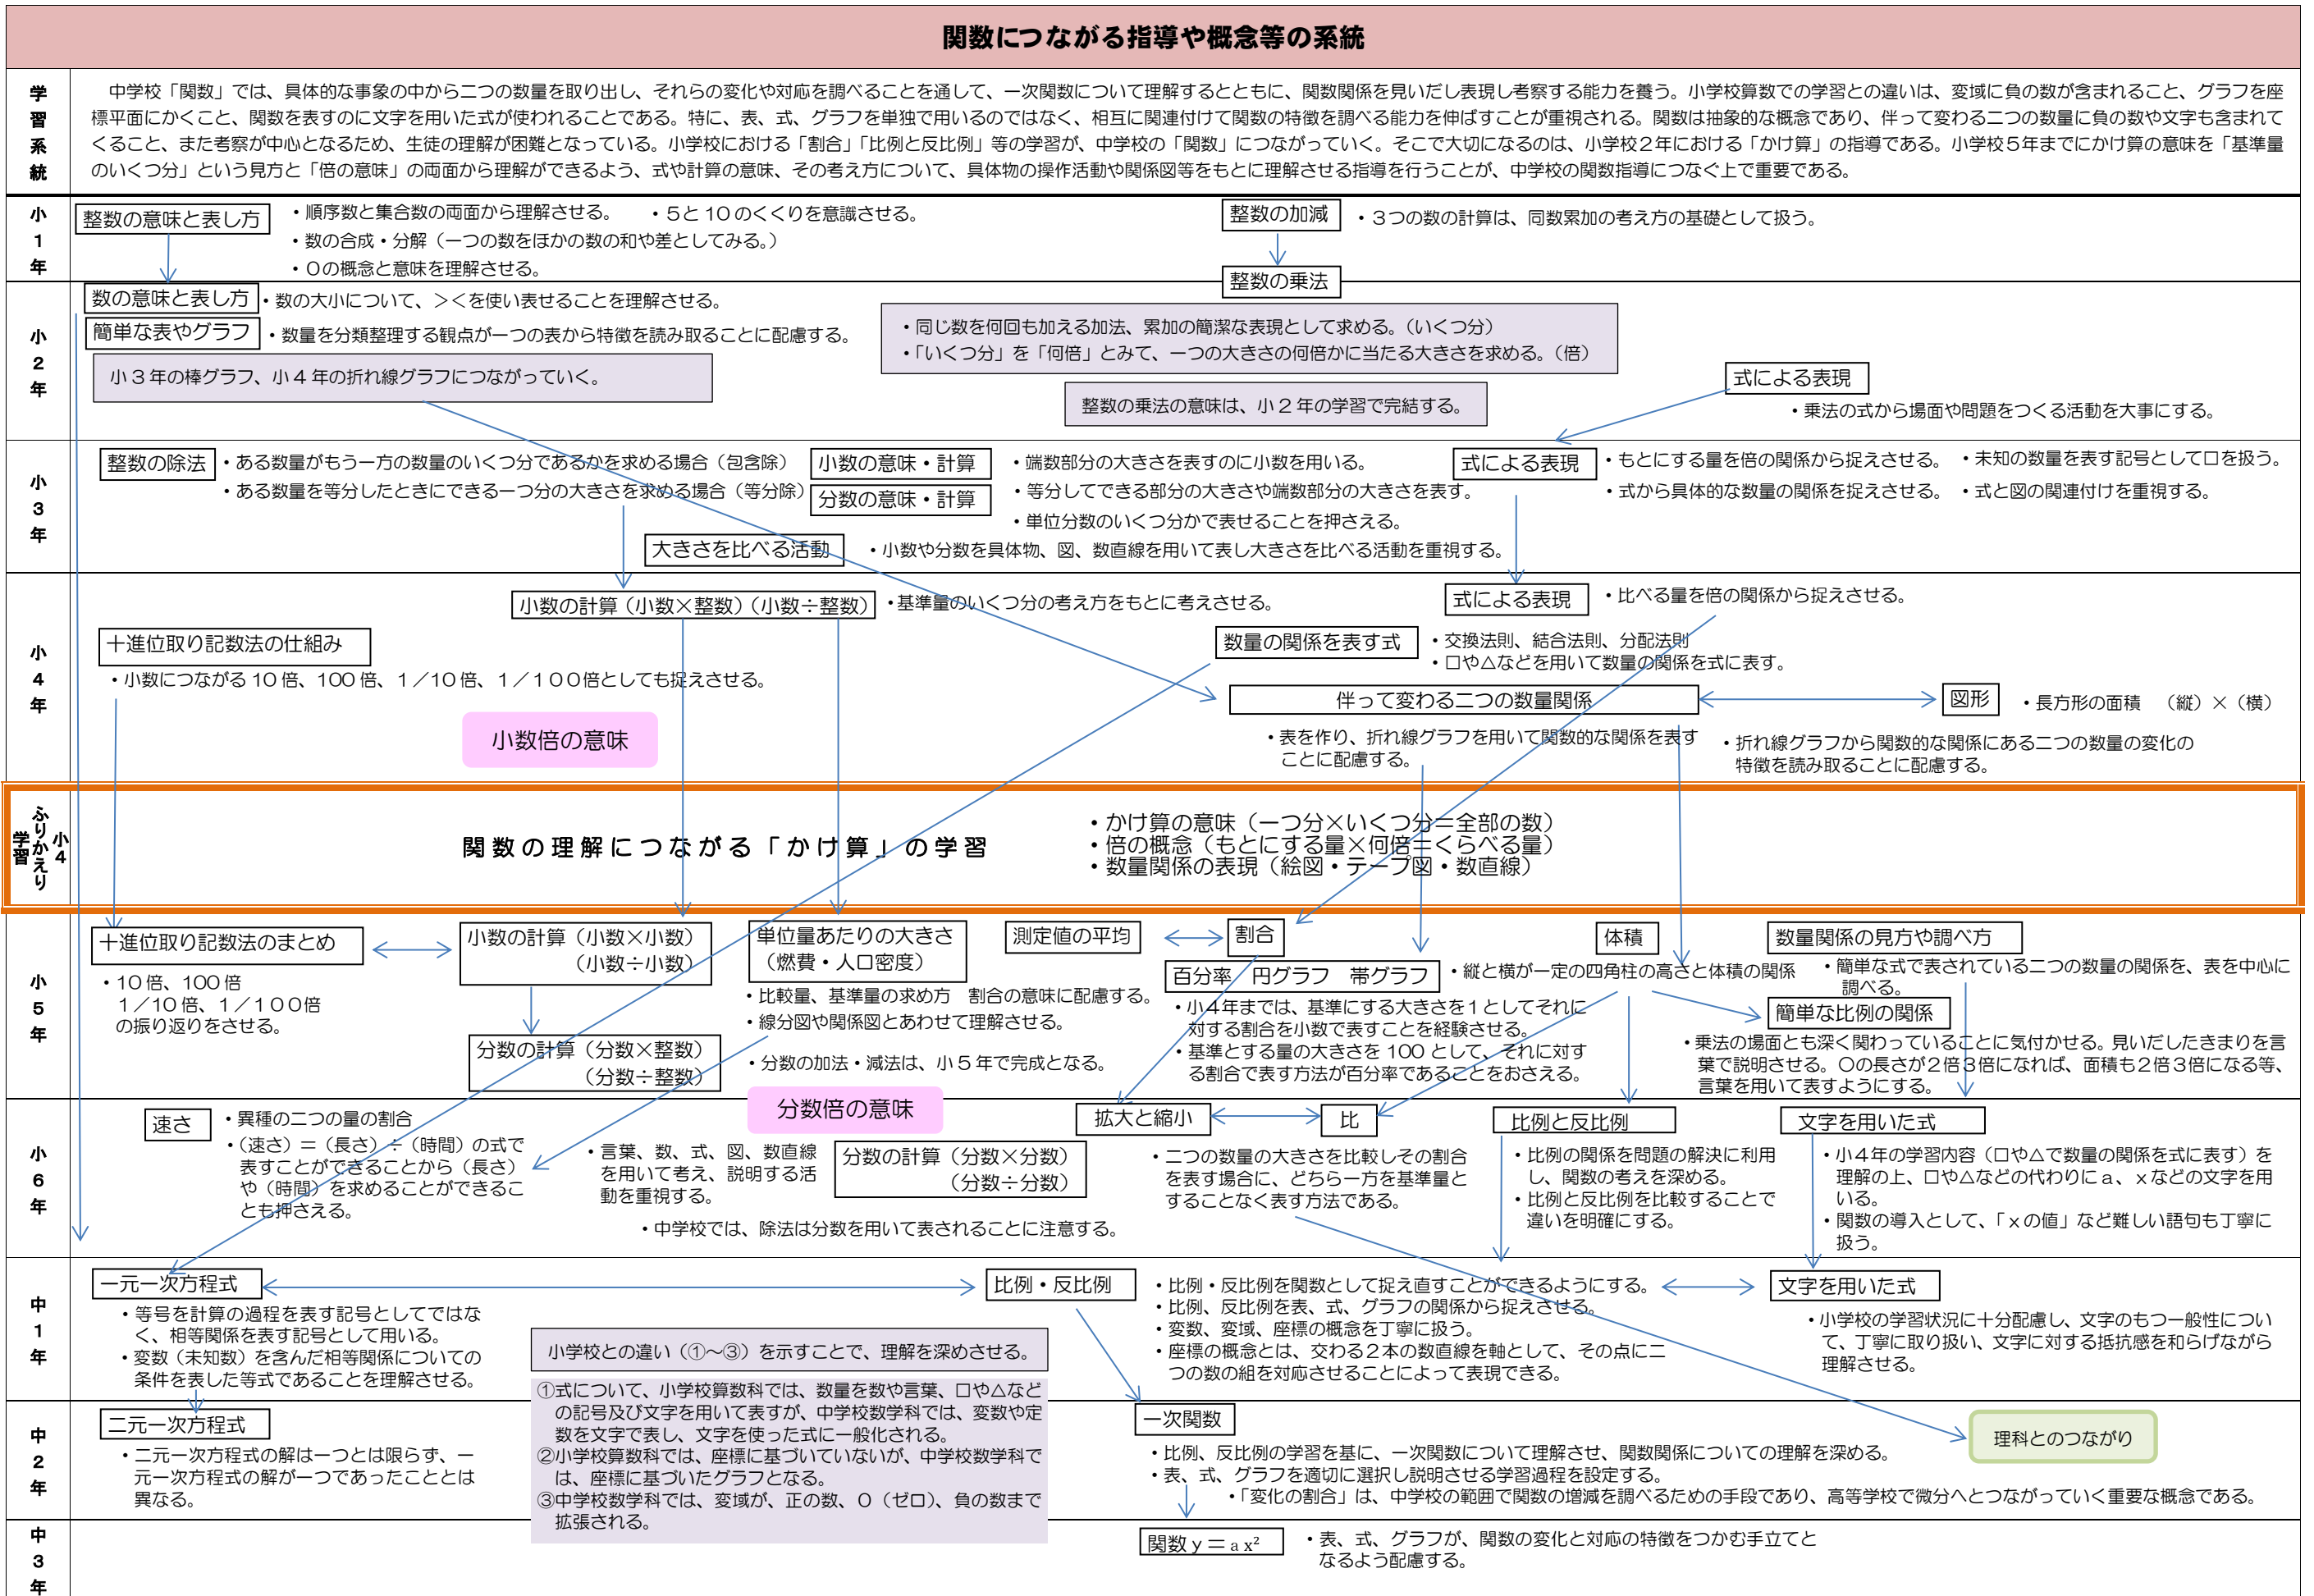 関数につながる指導や概念等の系統
学習系統
中学校「関数」では、具体的な事象の中から二つの数量を取り出し、それらの変化や対応を調べることを通して、一次関数について理解するとともに、関数関係を見いだし表現し考察する能力を養う。小学校算数での学習との違いは、変域に負の数が含まれること、グラフを座
標平面にかくこと、関数を表すのに文字を用いた式が使われることである。特に、表、式、グラフを単独で用いるのではなく、相互に関連付けて関数の特徴を調べる能力を伸ばすことが重視される。関数は抽象的な概念であり、伴って変わる二つの数量に負の数や文字も含まれて
くること、また考察が中心となるため、生徒の理解が困難となっている。小学校における「割合」「比例と反比例」等の学習が、中学校の「関数」につながっていく。そこで大切になるのは、小学校２年における「かけ算」の指導である。小学校５年までにかけ算の意味を「基準量
のいくつ分」という見方と「倍の意味」の両面から理解ができるよう、式や計算の意味、その考え方について、具体物の操作活動や関係図等をもとに理解させる指導を行うことが、中学校の関数指導につなぐ上で重要である。
小１年
整数の意味と表し方
・順序数と集合数の両面から理解させる。　・５と10のくくりを意識させる。
・数の合成・分解（一つの数をほかの数の和や差としてみる。）
・０の概念と意味を理解させる。
整数の加減
・３つの数の計算は、同数累加の考え方の基礎として扱う。
整数の乗法
小２年
数の意味と表し方
・数の大小について、＞＜を使い表せることを理解させる。
簡単な表やグラフ
・数量を分類整理する観点が一つの表から特徴を読み取ることに配慮する。
小３年の棒グラフ、小４年の折れ線グラフにつながっていく。
・同じ数を何回も加える加法、累加の簡潔な表現として求める。（いくつ分）
・「いくつ分」を「何倍」とみて、一つの大きさの何倍かに当たる大きさを求める。（倍）
整数の乗法の意味は、小２年の学習で完結する。
式による表現
・乗法の式から場面や問題をつくる活動を大事にする。
小３年
整数の除法
・ある数量がもう一方の数量のいくつ分であるかを求める場合（包含除）
・ある数量を等分したときにできる一つ分の大きさを求める場合（等分除）
小数の意味・計算
・端数部分の大きさを表すのに小数を用いる。
分数の意味・計算
・等分してできる部分の大きさや端数部分の大きさを表す。
・単位分数のいくつ分かで表せることを押さえる。
大きさを比べる活動
・小数や分数を具体物、図、数直線を用いて表し大きさを比べる活動を重視する。
式による表現
・もとにする量を倍の関係から捉えさせる。　・未知の数量を表す記号として□を扱う。
・式から具体的な数量の関係を捉えさせる。　・式と図の関連付けを重視する。
小４年
小数の計算（小数×整数）（小数÷整数）
・基準量のいくつ分の考え方をもとに考えさせる。
式による表現
・比べる量を倍の関係から捉えさせる。
十進位取り記数法の仕組み
・小数につながる10倍、100倍、１／10倍、１／１００倍としても捉えさせる。
数量の関係を表す式
・交換法則、結合法則、分配法則
・□や△などを用いて数量の関係を式に表す。
伴って変わる二つの数量関係
図形
・長方形の面積　（縦）×（横）
小数倍の意味
・表を作り、折れ線グラフを用いて関数的な関係を表す
ことに配慮する。
・折れ線グラフから関数的な関係にある二つの数量の変化の
特徴を読み取ることに配慮する。
小４
ふりかえり
学習
関数の理解につながる「かけ算」の学習
・かけ算の意味（一つ分×いくつ分＝全部の数）
・倍の概念（もとにする量×何倍＝くらべる量）
・数量関係の表現（絵図・テープ図・数直線）
小５年
十進位取り記数法のまとめ
・10倍、100倍
１／10倍、１／１００倍
の振り返りをさせる。
小数の計算（小数×小数）
（小数÷小数）
分数の計算（分数×整数）
（分数÷整数）
単位量あたりの大きさ
（燃費・人口密度）
・比較量、基準量の求め方　割合の意味に配慮する。
・線分図や関係図とあわせて理解させる。
・分数の加法・減法は、小５年で完成となる。
測定値の平均
割合
百分率　円グラフ　帯グラフ
・小４年までは、基準にする大きさを１としてそれに
対する割合を小数で表すことを経験させる。
・基準とする量の大きさを100として、それに対す
る割合で表す方法が百分率であることをおさえる。
体積
・縦と横が一定の四角柱の高さと体積の関係
数量関係の見方や調べ方
・簡単な式で表されている二つの数量の関係を、表を中心に
調べる。
簡単な比例の関係
・乗法の場面とも深く関わっていることに気付かせる。見いだしたきまりを言
葉で説明させる。〇の長さが２倍３倍になれば、面積も２倍３倍になる等、
言葉を用いて表すようにする。
分数倍の意味
小６年
速さ
・異種の二つの量の割合
・（速さ）＝（長さ）÷（時間）の式で
表すことができることから（長さ）
や（時間）を求めることができるこ
とも押さえる。
・言葉、数、式、図、数直線
を用いて考え、説明する活
動を重視する。
分数の計算（分数×分数）
（分数÷分数）
・中学校では、除法は分数を用いて表されることに注意する。
拡大と縮小
比
・二つの数量の大きさを比較しその割合
を表す場合に、どちら一方を基準量と
することなく表す方法である。
比例と反比例
・比例の関係を問題の解決に利用
し、関数の考えを深める。
・比例と反比例を比較することで
違いを明確にする。
文字を用いた式
・小４年の学習内容（□や△で数量の関係を式に表す）を
理解の上、□や△などの代わりにａ、ｘなどの文字を用
いる。
・関数の導入として、「ｘの値」など難しい語句も丁寧に
扱う。
中１年
一元一次方程式
・等号を計算の過程を表す記号としてではな
く、相等関係を表す記号として用いる。
・変数（未知数）を含んだ相等関係についての
条件を表した等式であることを理解させる。
比例・反比例
・比例・反比例を関数として捉え直すことができるようにする。
・比例、反比例を表、式、グラフの関係から捉えさせる。
・変数、変域、座標の概念を丁寧に扱う。
・座標の概念とは、交わる２本の数直線を軸として、その点に二
つの数の組を対応させることによって表現できる。
文字を用いた式
・小学校の学習状況に十分配慮し、文字のもつ一般性につい
て、丁寧に取り扱い、文字に対する抵抗感を和らげながら
理解させる。
小学校との違い（①～③）を示すことで、理解を深めさせる。
①式について、小学校算数科では、数量を数や言葉、□や△など
の記号及び文字を用いて表すが、中学校数学科では、変数や定
数を文字で表し、文字を使った式に一般化される。
②小学校算数科では、座標に基づいていないが、中学校数学科で
は、座標に基づいたグラフとなる。
③中学校数学科では、変域が、正の数、０（ゼロ）、負の数まで
拡張される。
中２年
二元一次方程式
・二元一次方程式の解は一つとは限らず、一
元一次方程式の解が一つであったこととは
異なる。
一次関数
・比例、反比例の学習を基に、一次関数について理解させ、関数関係についての理解を深める。
・表、式、グラフを適切に選択し説明させる学習過程を設定する。
・「変化の割合」は、中学校の範囲で関数の増減を調べるための手段であり、高等学校で微分へとつながっていく重要な概念である。
理科とのつながり
中３年
関数ｙ＝ａx²
・表、式、グラフが、関数の変化と対応の特徴をつかむ手立てと
なるよう配慮する。